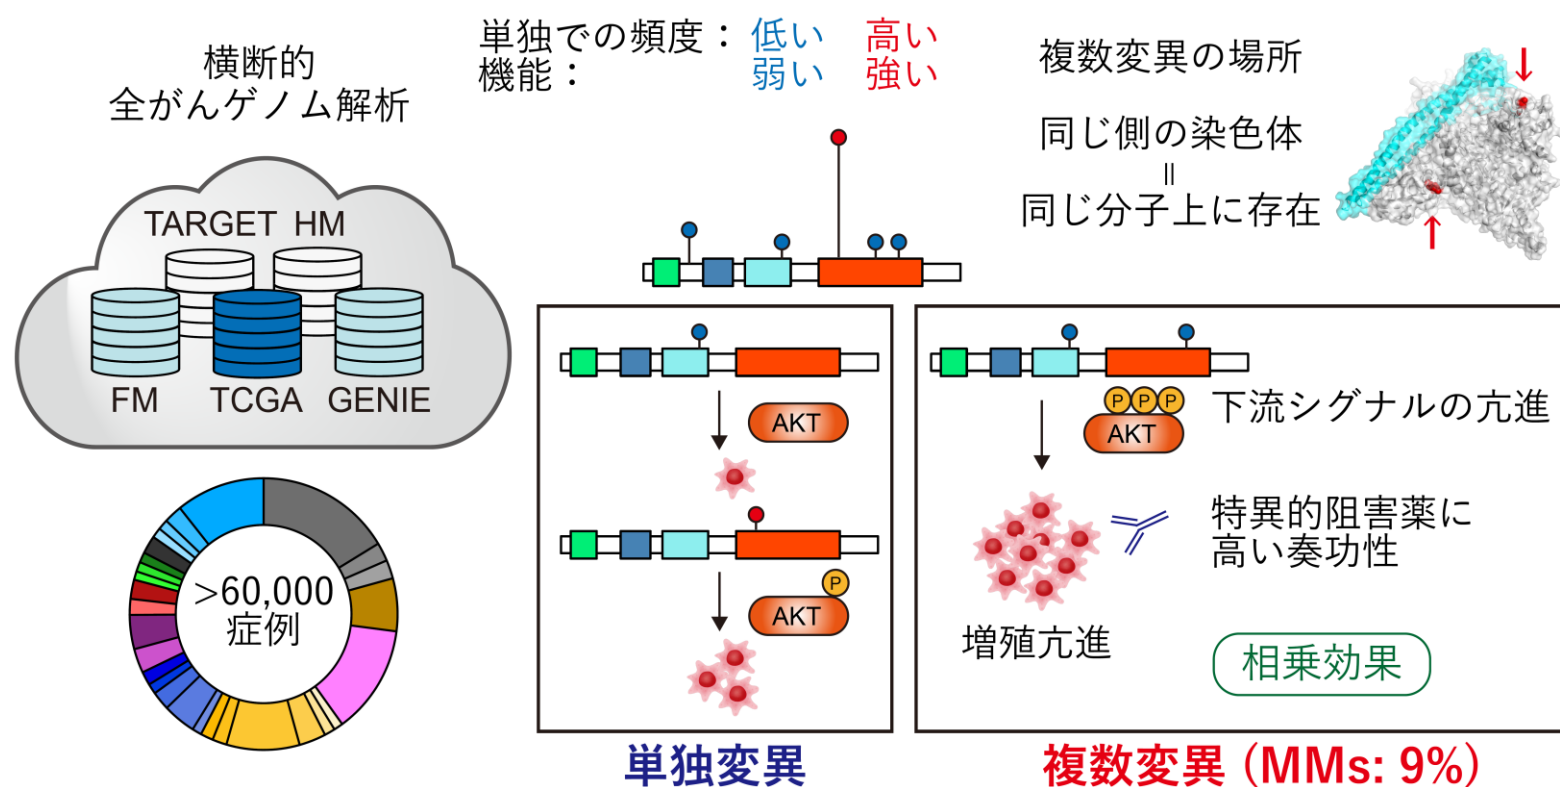 横断的
全がんゲノム解析
TARGET HM
FM TCGA GENIE
>60,000
症例
単独での頻度： 低い 高い
機能： 弱い 強い
複数変異の場所
同じ側の染色体
=
同じ分子上に存在
AKT
P
AKT
単独変異
P P P
AKT
下流シグナルの亢進
特異的阻害薬に
高い奏功性
増殖亢進
相乗効果
複数変異 (MMs: 9%)